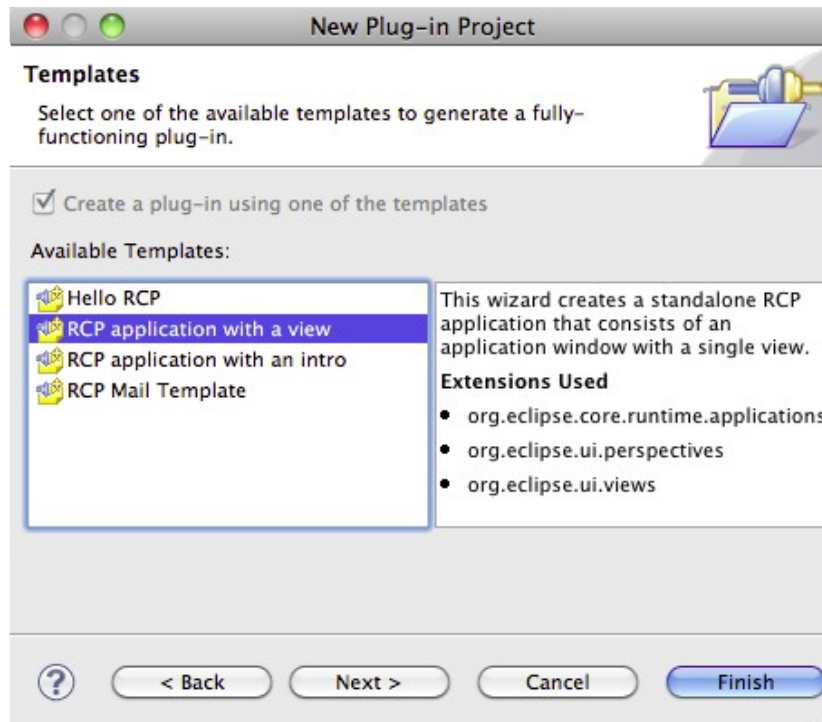 New Plug-in Project
Templates
Select one of the available templates to generate a fully-
functioning plug-in.
Create a plug-in using one of the templates
Available Templates:
Hello RCP
RCP application with a view
RCP application with an intro
RCP Mail Template
This wizard creates a standalone RCP
application that consists of an
application window with a single view.
Extensions Used
• org.eclipse.core.runtime.applications
• org.eclipse.ui.perspectives
• org.eclipse.ui.views
?
< Back
Next >
Cancel
Finish